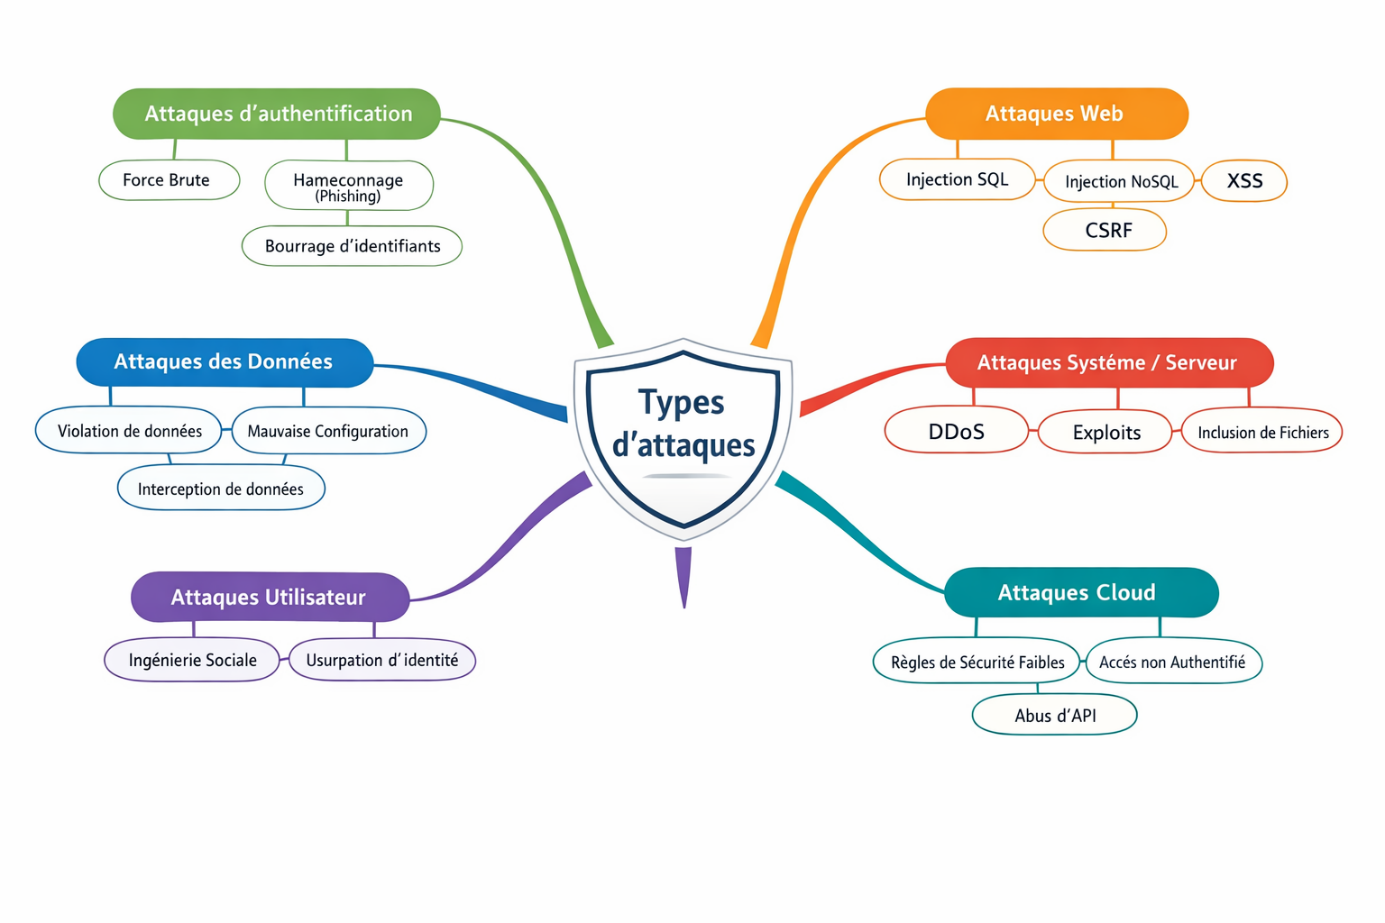 Attaques d'authentification
Force Brute
Hameconnage
(Phishing)
Bourrage d'identifiants
Attaques Web
Injection SQL
Injection NoSQL
XSS
CSRF
Types
d'attaques
Attaques des Données
Violation de données
Mauvaise Configuration
Interception de données
Attaques Systéme / Serveur
DDoS
Exploits
Inclusion de Fichiers
Attaques Utilisateur
Ingénierie Sociale
Usurpation d'identité
Attaques Cloud
Règles de Sécurité Faibles
Accés non Authentifié
Abus d'API